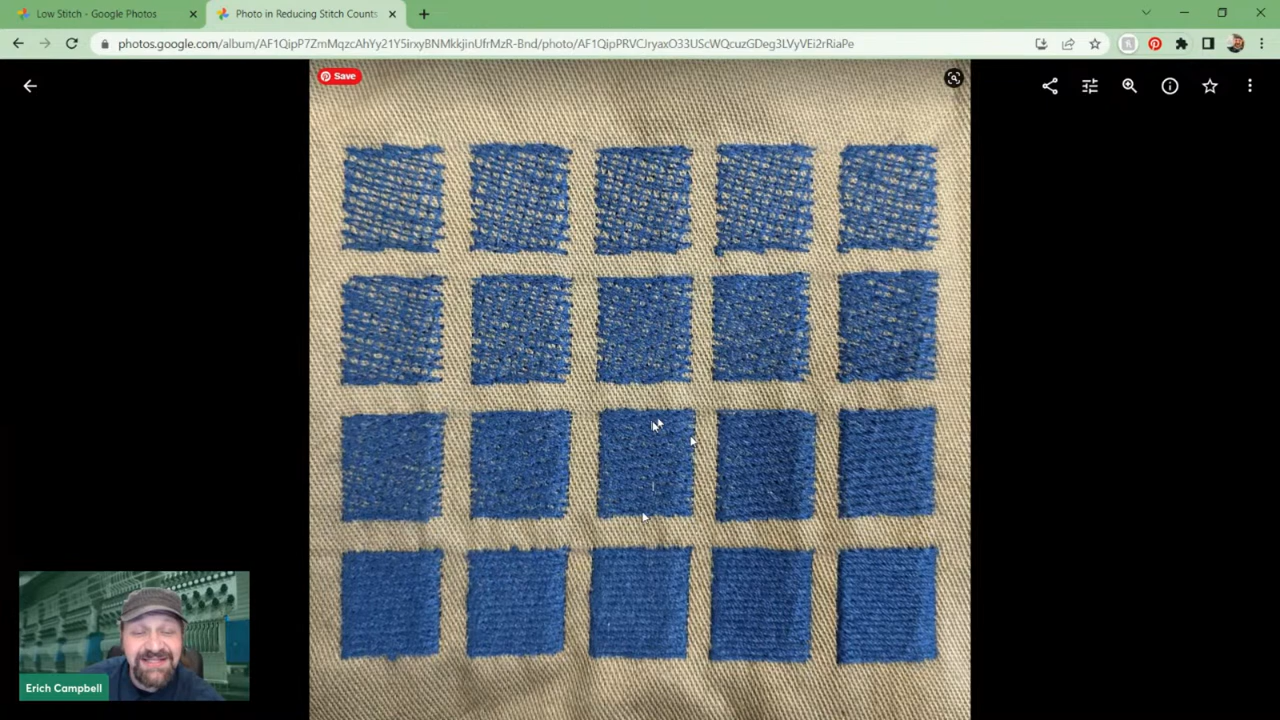 Low Stitch - Google Photos
Photo in Reducing Stitch Counts
photos.google.com/album/AF1QipP7ZmMqzcAhYy21Y5irxyBNMkkjinUfrMzR-Bnd/photo/AF1QipPRVCJryaxO33UScWQcuzGDeg3LVyVEi2rRiaPe
Save
Erich Campbell